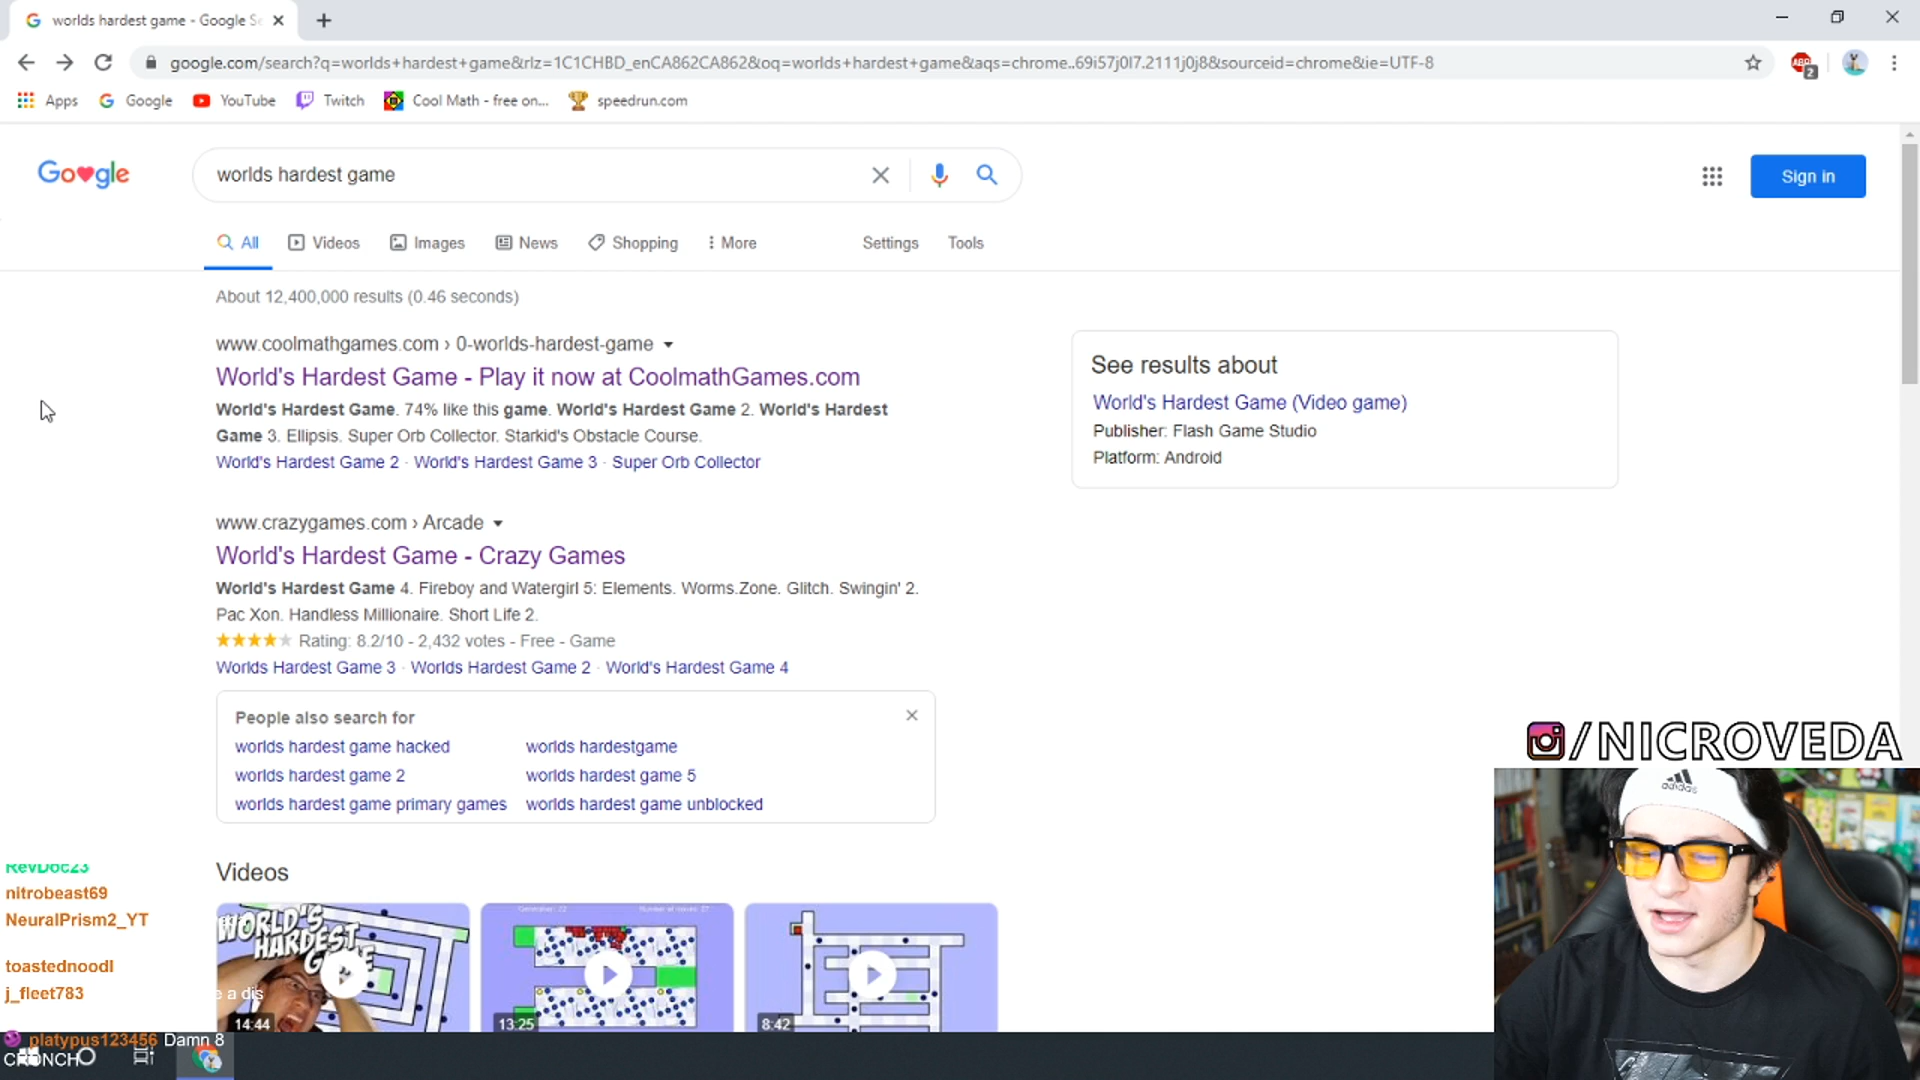 worlds hardest game - Google Se
google.com/search?q=worlds+hardest+game&rlz=1C1CHBD_enCA862CA862&oq=worlds+hardest+game&aqs=chrome..69i57j0l7.2111j0j8&sourceid=chrome&ie=UTF-8
ABP
2
Apps Google YouTube Twitch Cool Math - free on... speedrun.com
Google
worlds hardest game
Sign in
All Videos Images News Shopping More Settings Tools
About 12,400,000 results (0.46 seconds)
www.coolmathgames.com › 0-worlds-hardest-game
World's Hardest Game - Play it now at CoolmathGames.com
World's Hardest Game. 74% like this game. World's Hardest Game 2. World's Hardest
Game 3. Ellipsis. Super Orb Collector. Starkid's Obstacle Course.
World's Hardest Game 2 · World's Hardest Game 3 · Super Orb Collector
See results about
World's Hardest Game (Video game)
Publisher: Flash Game Studio
Platform: Android
www.crazygames.com › Arcade
World's Hardest Game - Crazy Games
World's Hardest Game 4. Fireboy and Watergirl 5: Elements. Worms.Zone. Glitch. Swingin' 2.
Pac Xon. Handless Millionaire. Short Life 2.
Rating: 8.2/10 - 2,432 votes - Free - Game
Worlds Hardest Game 3 · Worlds Hardest Game 2 · World's Hardest Game 4
People also search for
worlds hardest game hacked worlds hardestgame
worlds hardest game 2 worlds hardest game 5
worlds hardest game primary games worlds hardest game unblocked
/NICROVEDA
adidas
Videos
WORLD'S
HARDEST
14:44
13:25
8:42
RevDoc23
nitrobeast69
NeuralPrism2_YT
toastednoodl
j_fleet783
e a dis
platypus123456 Damn 8
CRONCH